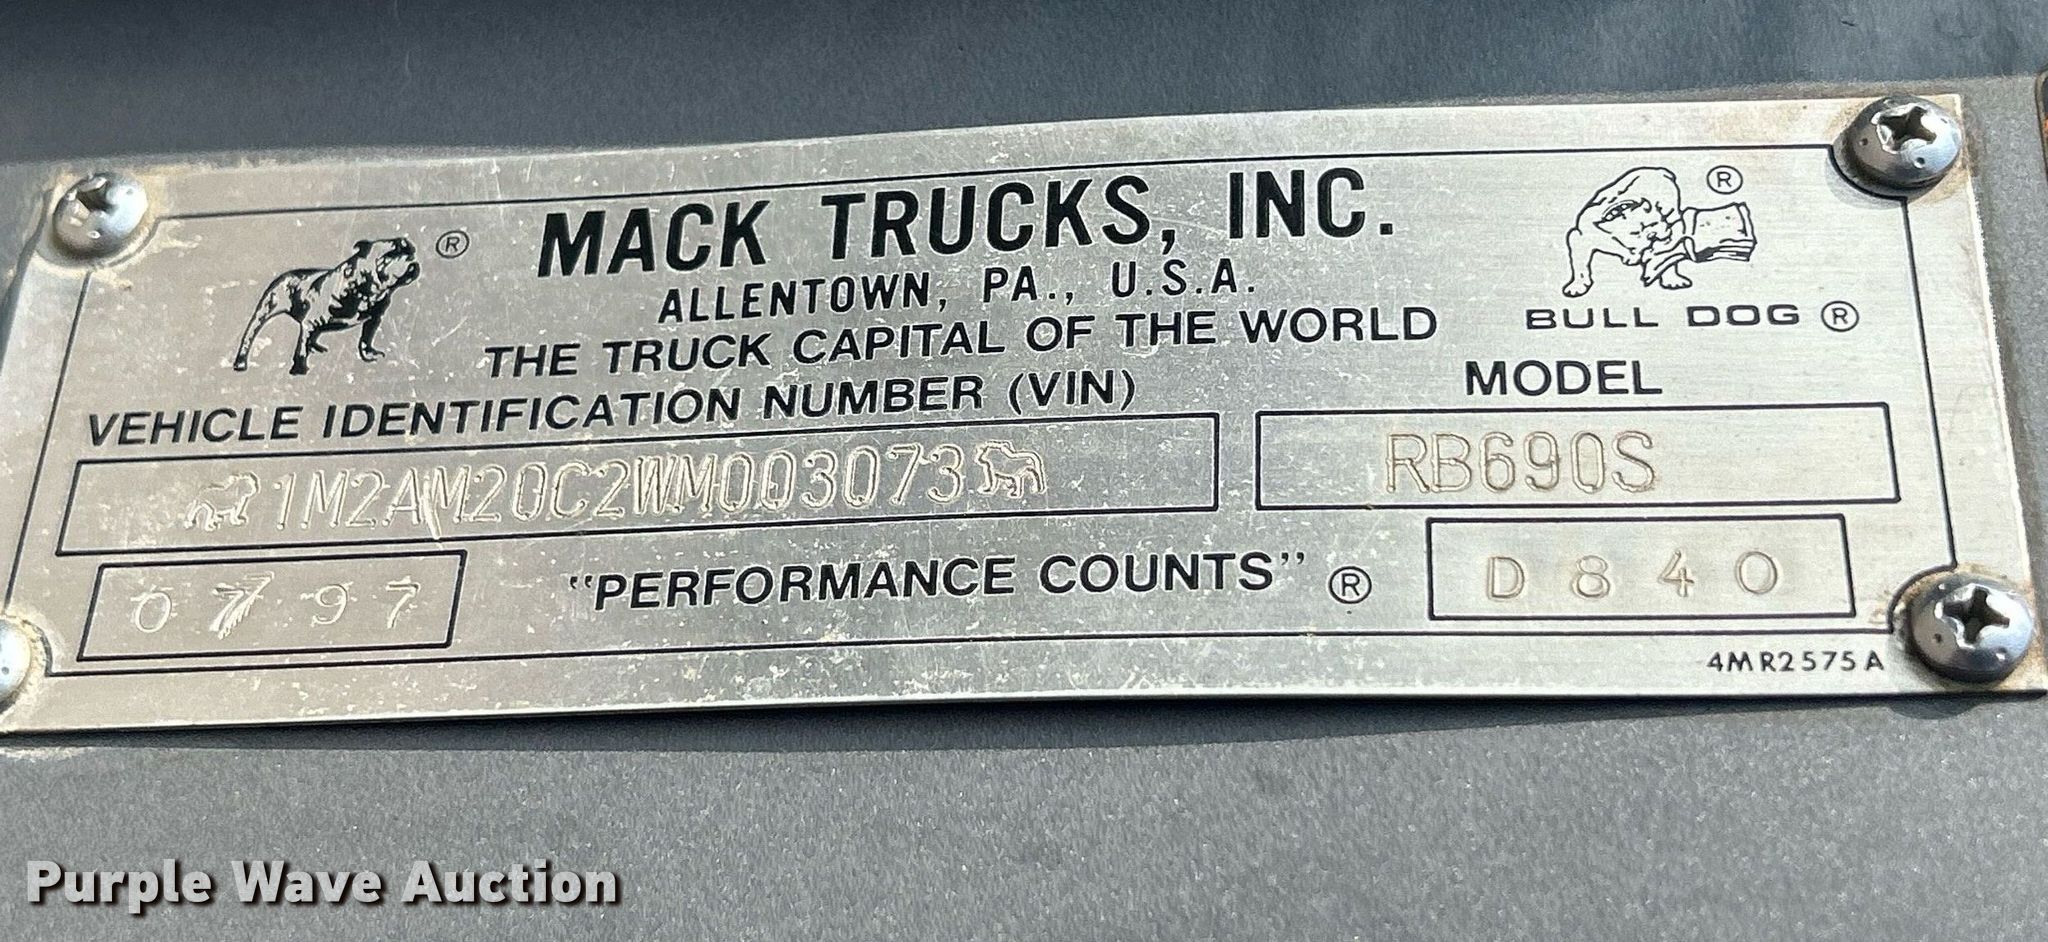 ®
MACK TRUCKS, INC.
®
ALLENTOWN, PA., U.S.A.
THE TRUCK CAPITAL OF THE WORLD
BULL DOG ®
VEHICLE IDENTIFICATION NUMBER (VIN)
MODEL
1M2AM20C2WM003073
RB690S
0797
"PERFORMANCE COUNTS" ®
D840
4MR2575A
Purple Wave Auction